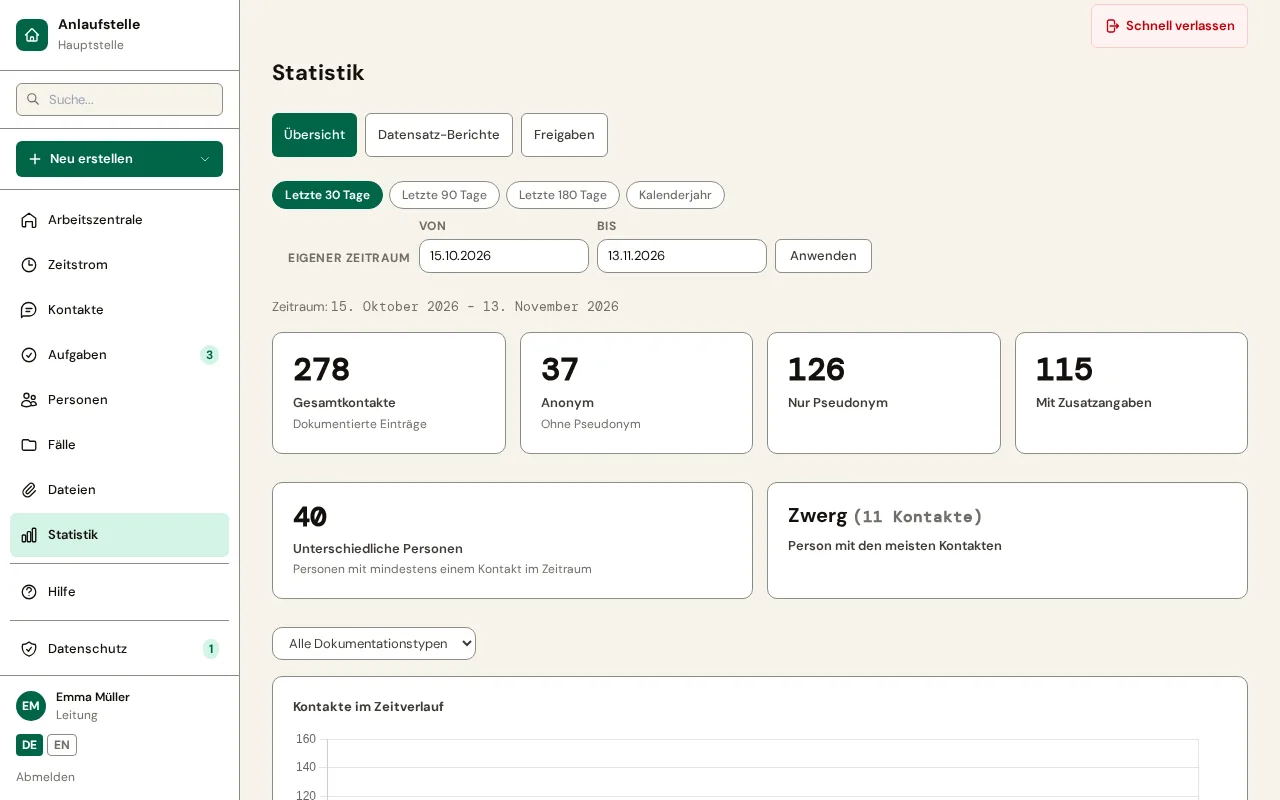 Anlaufstelle
Hauptstelle
Suche...
Neu erstellen
Arbeitszentrale
Zeitstrom
Kontakte
Aufgaben 3
Personen
Fälle
Dateien
Statistik
Hilfe
Datenschutz 1
EM
Emma Müller
Leitung
DE EN
Abmelden
Schnell verlassen
Statistik
Übersicht Datensatz-Berichte Freigaben
Letzte 30 Tage Letzte 90 Tage Letzte 180 Tage Kalenderjahr
VON BIS
EIGENER ZEITRAUM 15.10.2026 13.11.2026 Anwenden
Zeitraum: 15. Oktober 2026 – 13. November 2026
278
Gesamtkontakte
Dokumentierte Einträge
37
Anonym
Ohne Pseudonym
126
Nur Pseudonym
115
Mit Zusatzangaben
40
Unterschiedliche Personen
Personen mit mindestens einem Kontakt im Zeitraum
Zwerg (11 Kontakte)
Person mit den meisten Kontakten
Alle Dokumentationstypen
Kontakte im Zeitverlauf
160
140
120